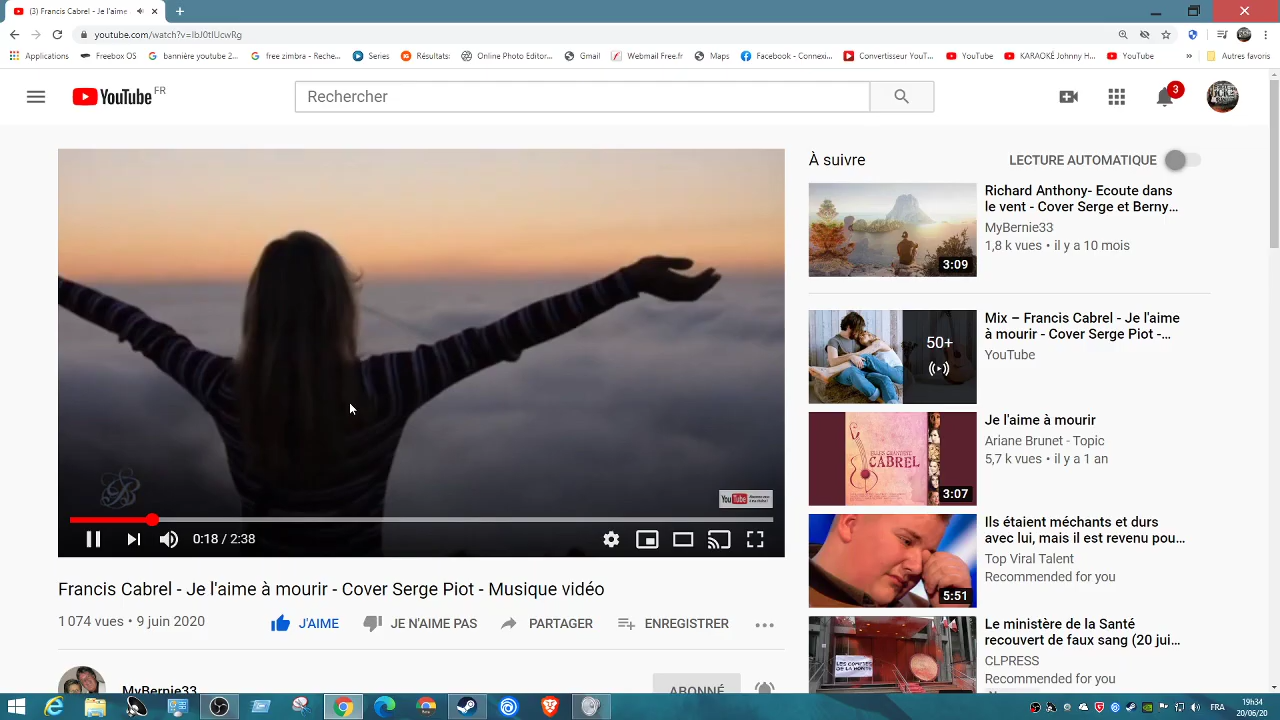 (3) Francis Cabrel - Je l'aime
youtube.com/watch?v=IbJ0tUcwRg
Applications
Freebox OS
bannière youtube 2...
free zimbra - Reche...
Series
Résultats:
Online Photo Editor...
Gmail
Webmail Free.fr
Maps
Facebook - Connexi...
Convertisseur YouT...
YouTube
KARAOKÉ Johnny H...
YouTube
»
Autres favoris
YouTube FR
Rechercher
3
À suivre
LECTURE AUTOMATIQUE
Richard Anthony- Ecoute dans
le vent - Cover Serge et Berny...
MyBernie33
1,8 k vues • il y a 10 mois
3:09
Mix – Francis Cabrel - Je l'aime
à mourir - Cover Serge Piot -...
YouTube
50+
Je l'aime à mourir
Ariane Brunet - Topic
5,7 k vues • il y a 1 an
CABREL
3:07
Ils étaient méchants et durs
avec lui, mais il est revenu pou...
Top Viral Talent
Recommended for you
5:51
Le ministère de la Santé
recouvert de faux sang (20 jui...
CLPRESS
Recommended for you
You Tube
0:18 / 2:38
Francis Cabrel - Je l'aime à mourir - Cover Serge Piot - Musique vidéo
1 074 vues • 9 juin 2020
J'AIME
JE N'AIME PAS
PARTAGER
ENREGISTRER
MyBernie33
ABONNÉ
FRA
19:34
20/06/20